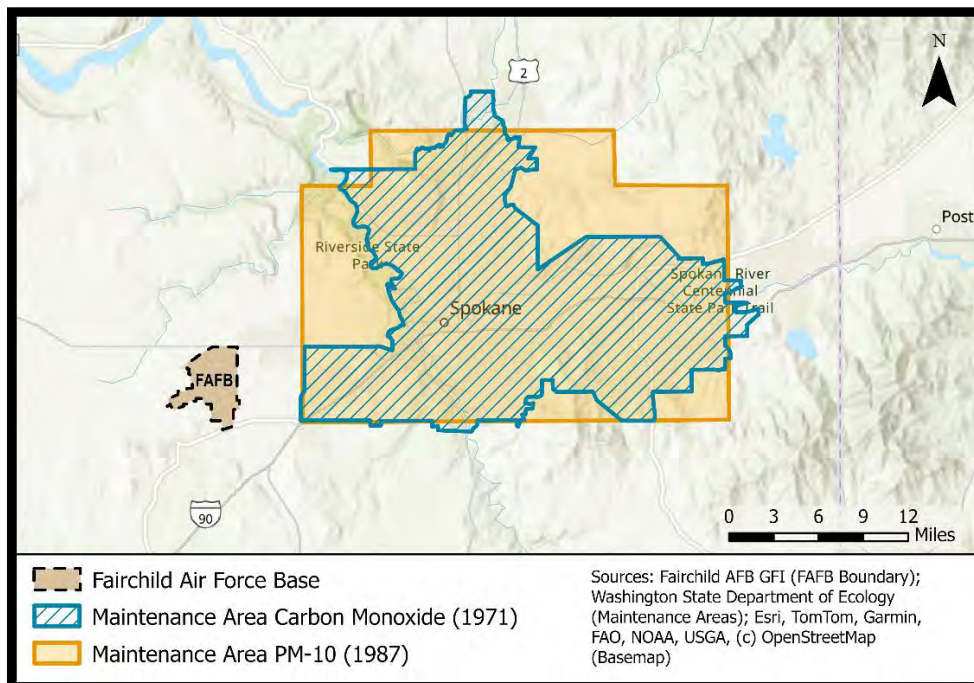 N
2
Riverside State
Park
Spokane
Spokane River
Centennial
State Park Trail
Post
FAFB
90
0 3 6 9 12
Miles
Fairchild Air Force Base
Maintenance Area Carbon Monoxide (1971)
Maintenance Area PM-10 (1987)
Sources: Fairchild AFB GFI (FAFB Boundary);
Washington State Department of Ecology
(Maintenance Areas); Esri, TomTom, Garmin,
FAO, NOAA, USGA, (c) OpenStreetMap
(Basemap)